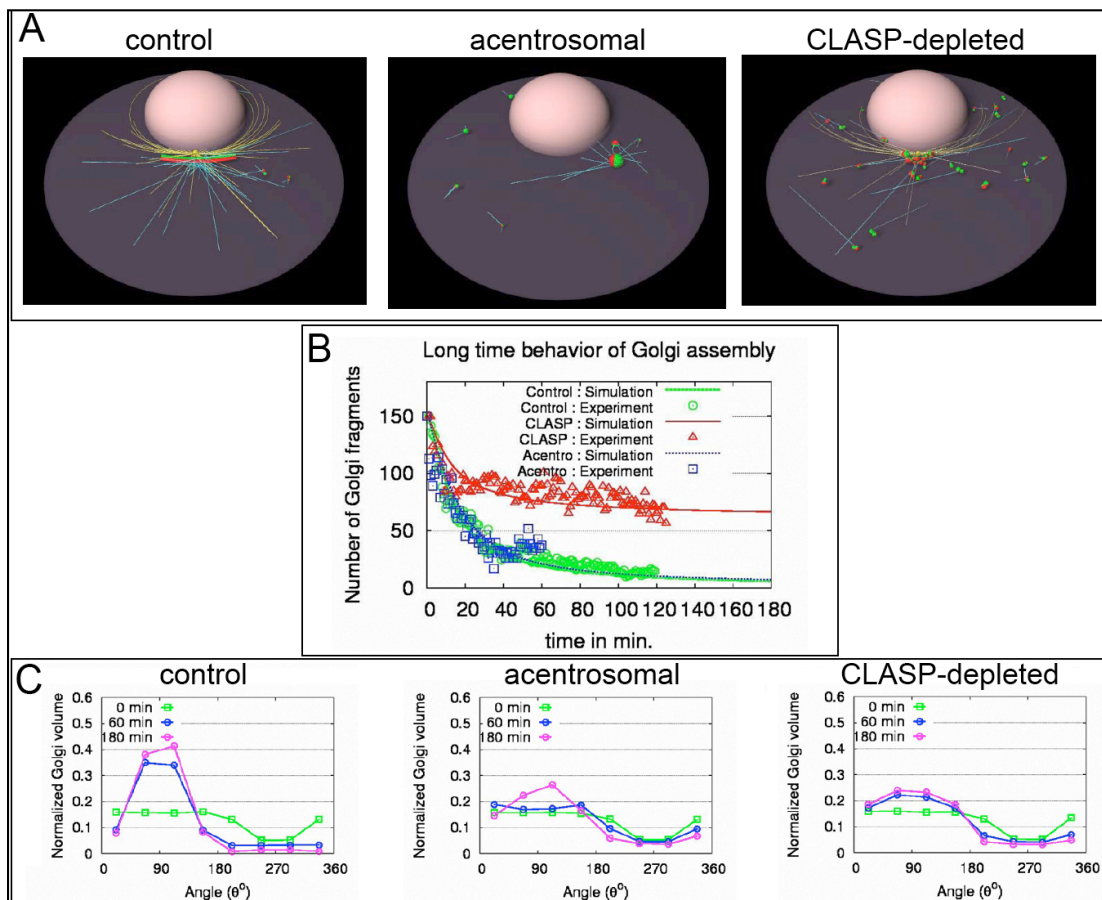 A
control
acentrosomal
CLASP-depleted
B
Long time behavior of Golgi assembly
Number of Golgi fragments
150
100
50
0
Control : Simulation
Control : Experiment
CLASP : Simulation
CLASP : Experiment
Acentro : Simulation
Acentro : Experiment
0 20 40 60 80 100 120 140 160 180
time in min.
C
control
Normalized Golgi volume
0.6
0.5
0.4
0.3
0.2
0.1
0
0 min
60 min
180 min
0 90 180 270 360
Angle (θ⁰)
acentrosomal
Normalized Golgi volume
0.6
0.5
0.4
0.3
0.2
0.1
0
0 min
60 min
180 min
0 90 180 270 360
Angle (θ⁰)
CLASP-depleted
Normalized Golgi volume
0.6
0.5
0.4
0.3
0.2
0.1
0
0 min
60 min
180 min
0 90 180 270 360
Angle (θ⁰)